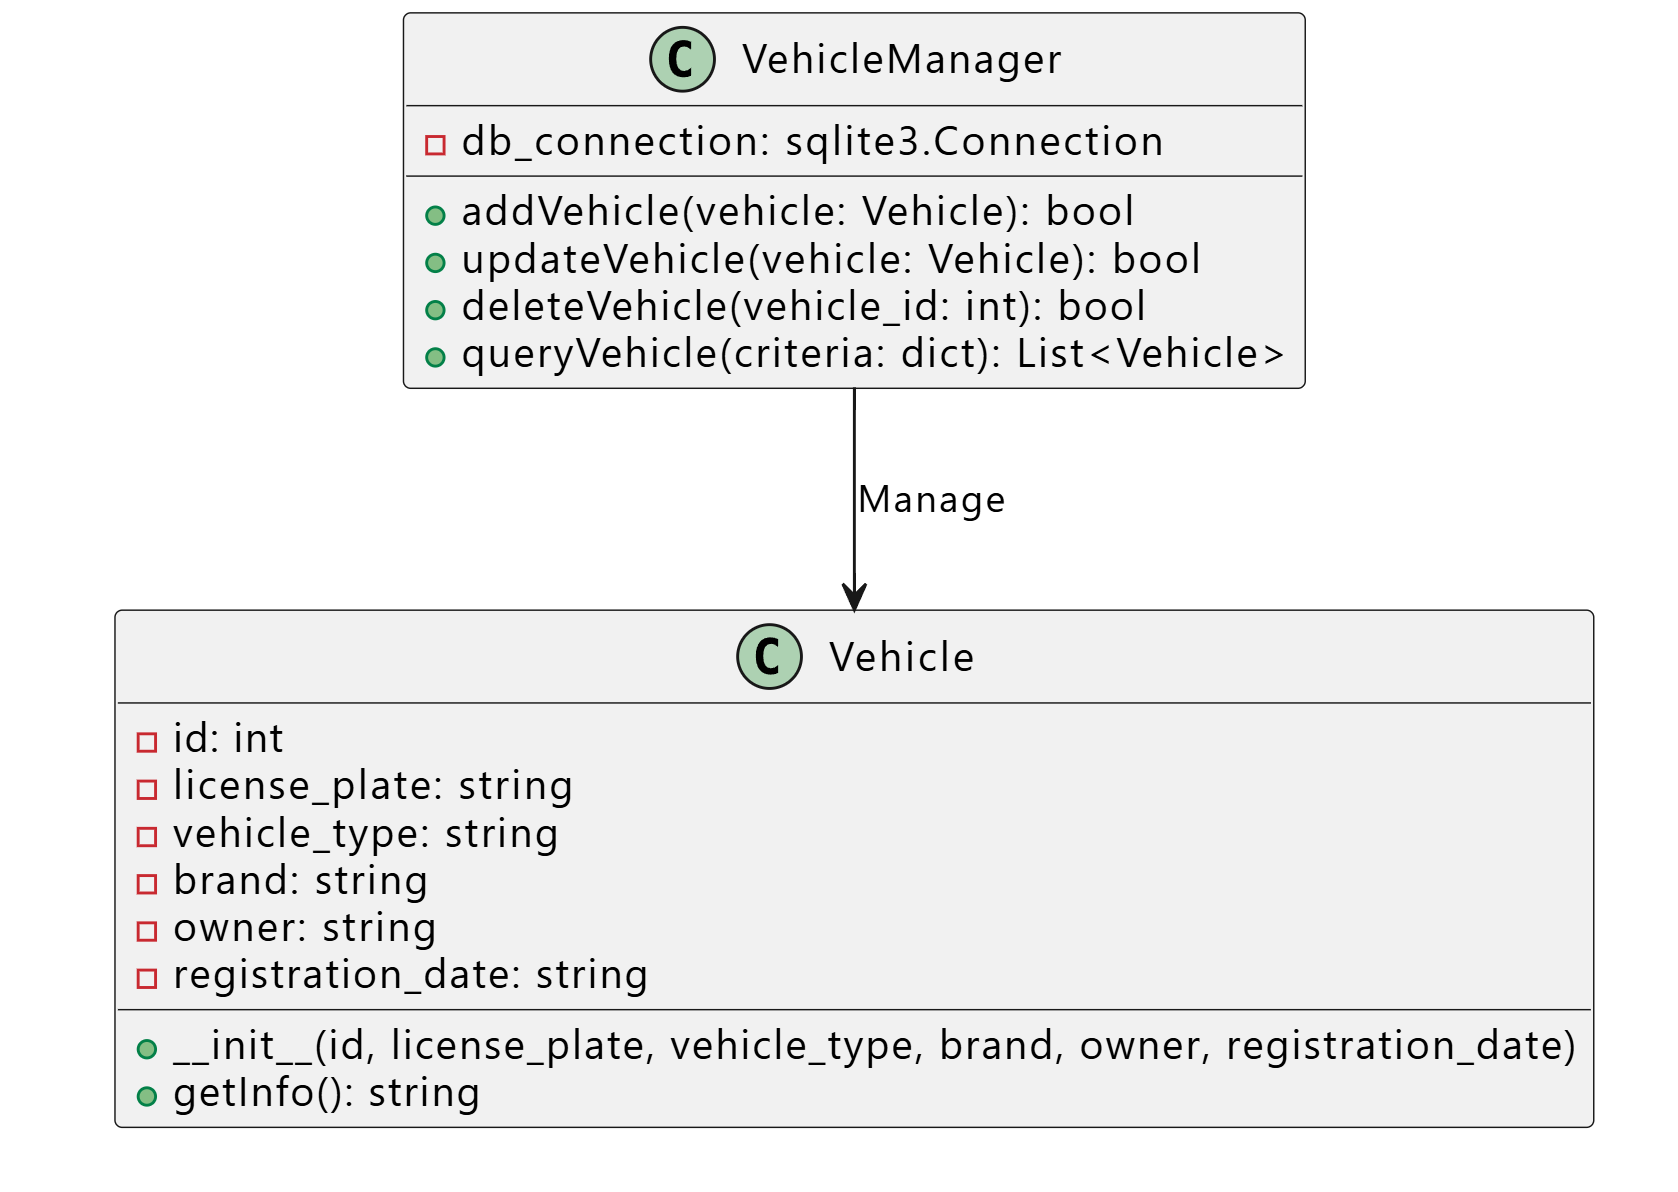 C VehicleManager
db_connection: sqlite3.Connection
addVehicle(vehicle: Vehicle): bool
updateVehicle(vehicle: Vehicle): bool
deleteVehicle(vehicle_id: int): bool
queryVehicle(criteria: dict): List<Vehicle>
Manage
C Vehicle
id: int
license_plate: string
vehicle_type: string
brand: string
owner: string
registration_date: string
__init__(id, license_plate, vehicle_type, brand, owner, registration_date)
getInfo(): string